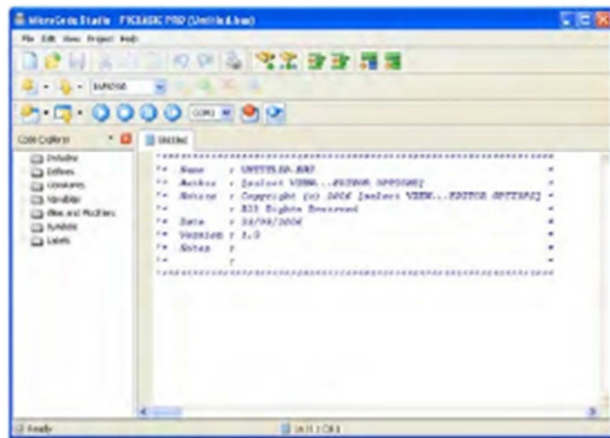 MicroCode Studio - PICBASIC PRO (Untitled.bas)
File Edit View Project Help
COM1
Code Explorer
Untitled
Includes
Defines
Constants
Variables
Alias and Modifiers
Symbols
Labels
'****************************************************************
'* Name : UNTITLED.BAS *
'* Author : [select VIEW...EDITOR OPTIONS] *
'* Notice : Copyright (c) 2006 [select VIEW...EDITOR OPTIONS] *
'* : All Rights Reserved *
'* Date : *
'* Version : 1.0 *
'* Notes : *
'* : *
'****************************************************************
Ready